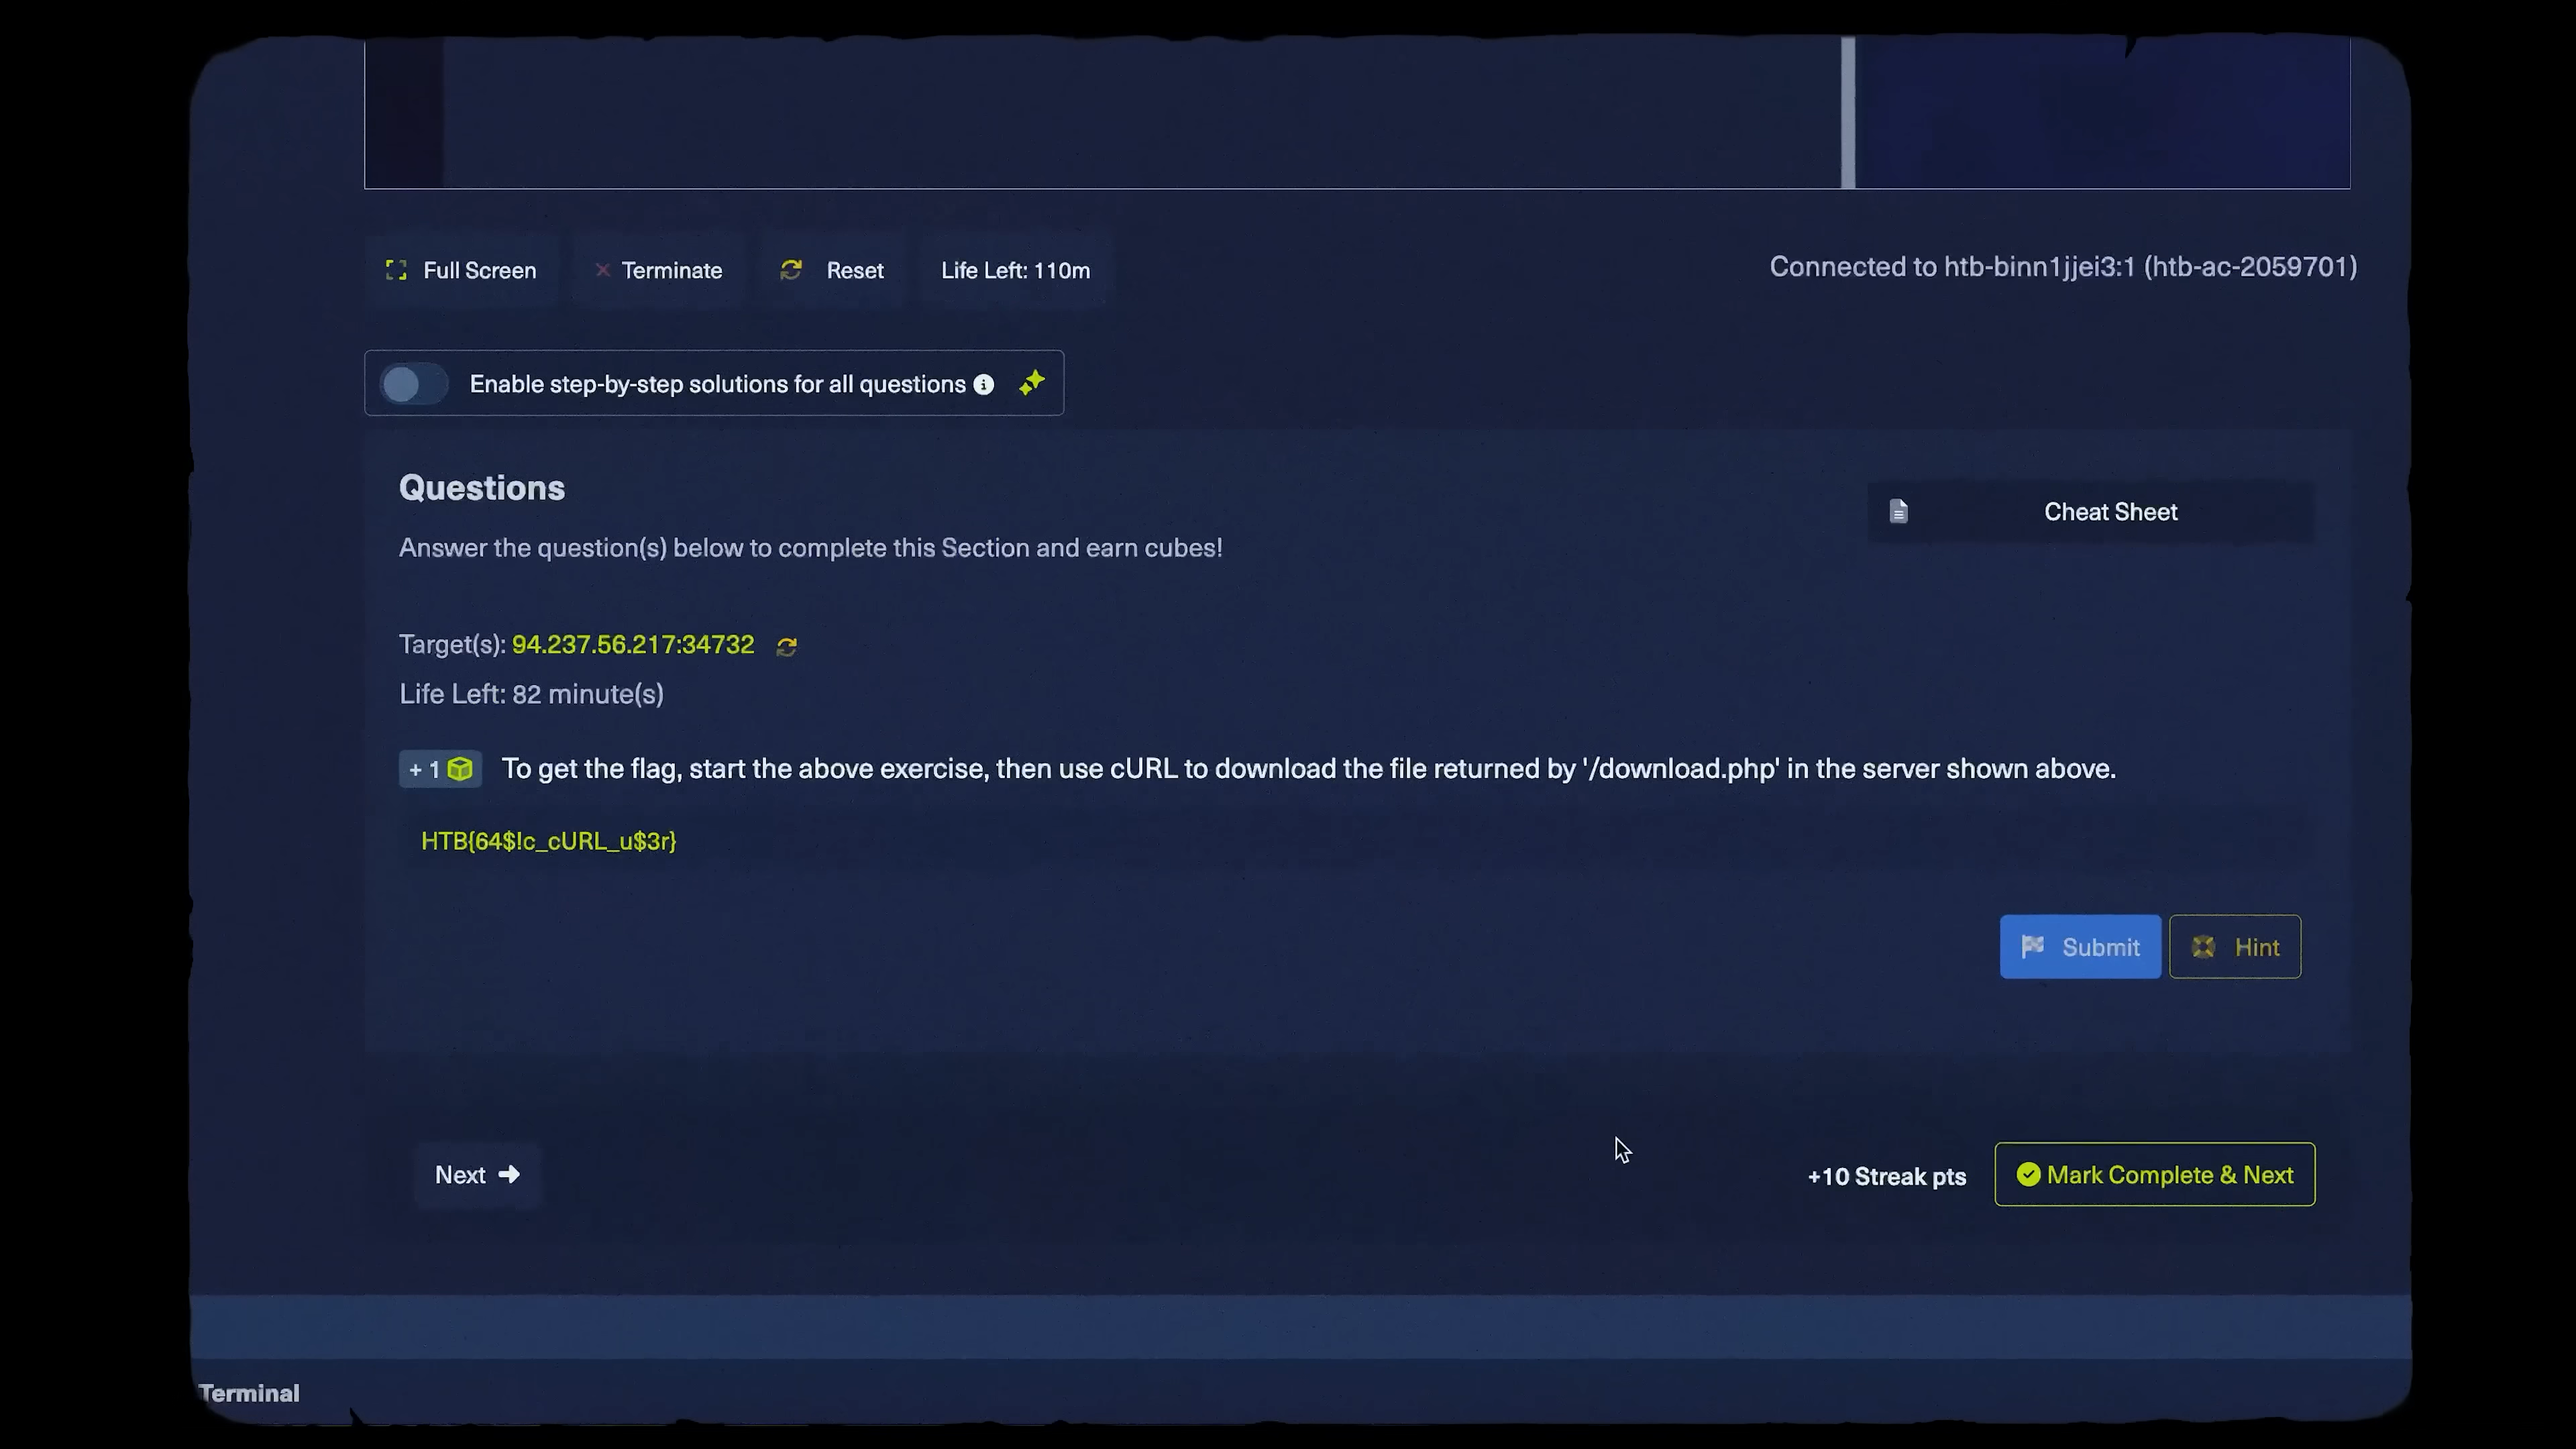 Full Screen
Terminate
Reset
Life Left: 110m
Connected to htb-binn1jjei3:1 (htb-ac-2059701)
Enable step-by-step solutions for all questions
Questions
Cheat Sheet
Answer the question(s) below to complete this Section and earn cubes!
Target(s): 94.237.56.217:34732
Life Left: 82 minute(s)
+ 1 To get the flag, start the above exercise, then use cURL to download the file returned by '/download.php' in the server shown above.
HTB{64$!c_cURL_u$3r}
Submit
Hint
Next
+10 Streak pts
Mark Complete & Next
Terminal